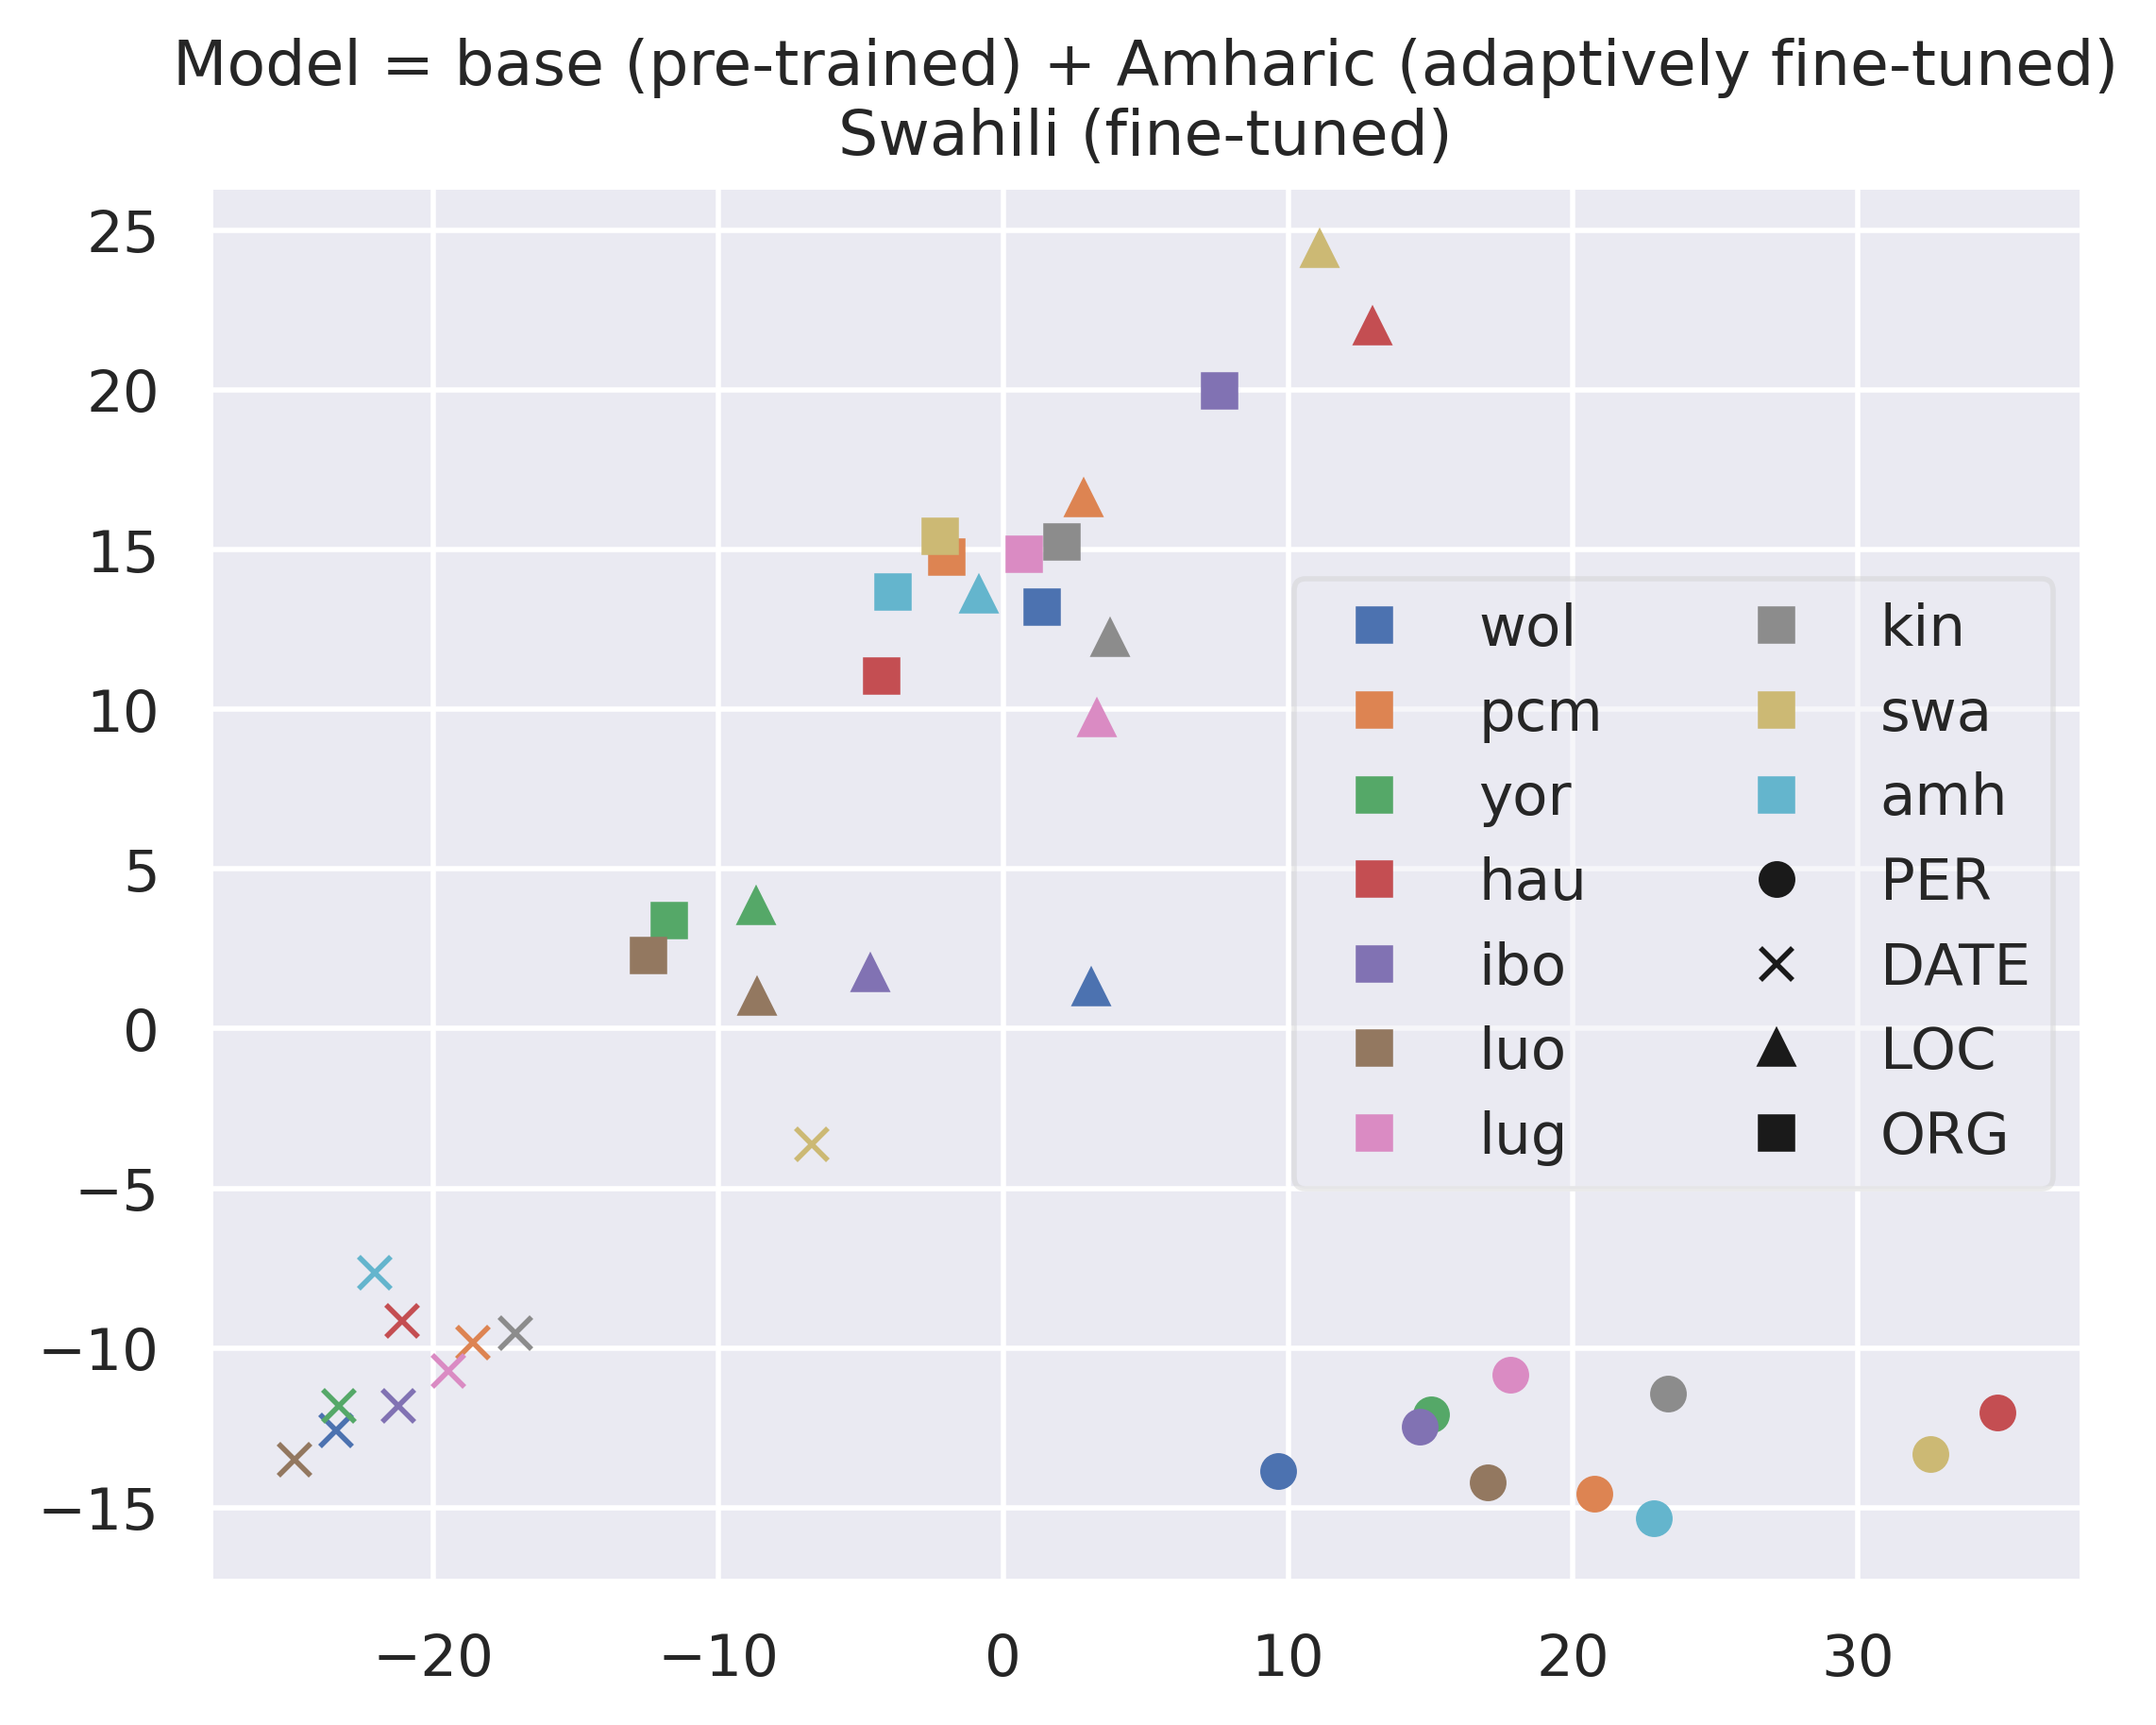 Model = base (pre-trained) + Amharic (adaptively fine-tuned)
Swahili (fine-tuned)
25
20
15
10
5
0
−5
−10
−15
wol
pcm
yor
hau
ibo
luo
lug
kin
swa
amh
PER
DATE
LOC
ORG
−20
−10
0
10
20
30